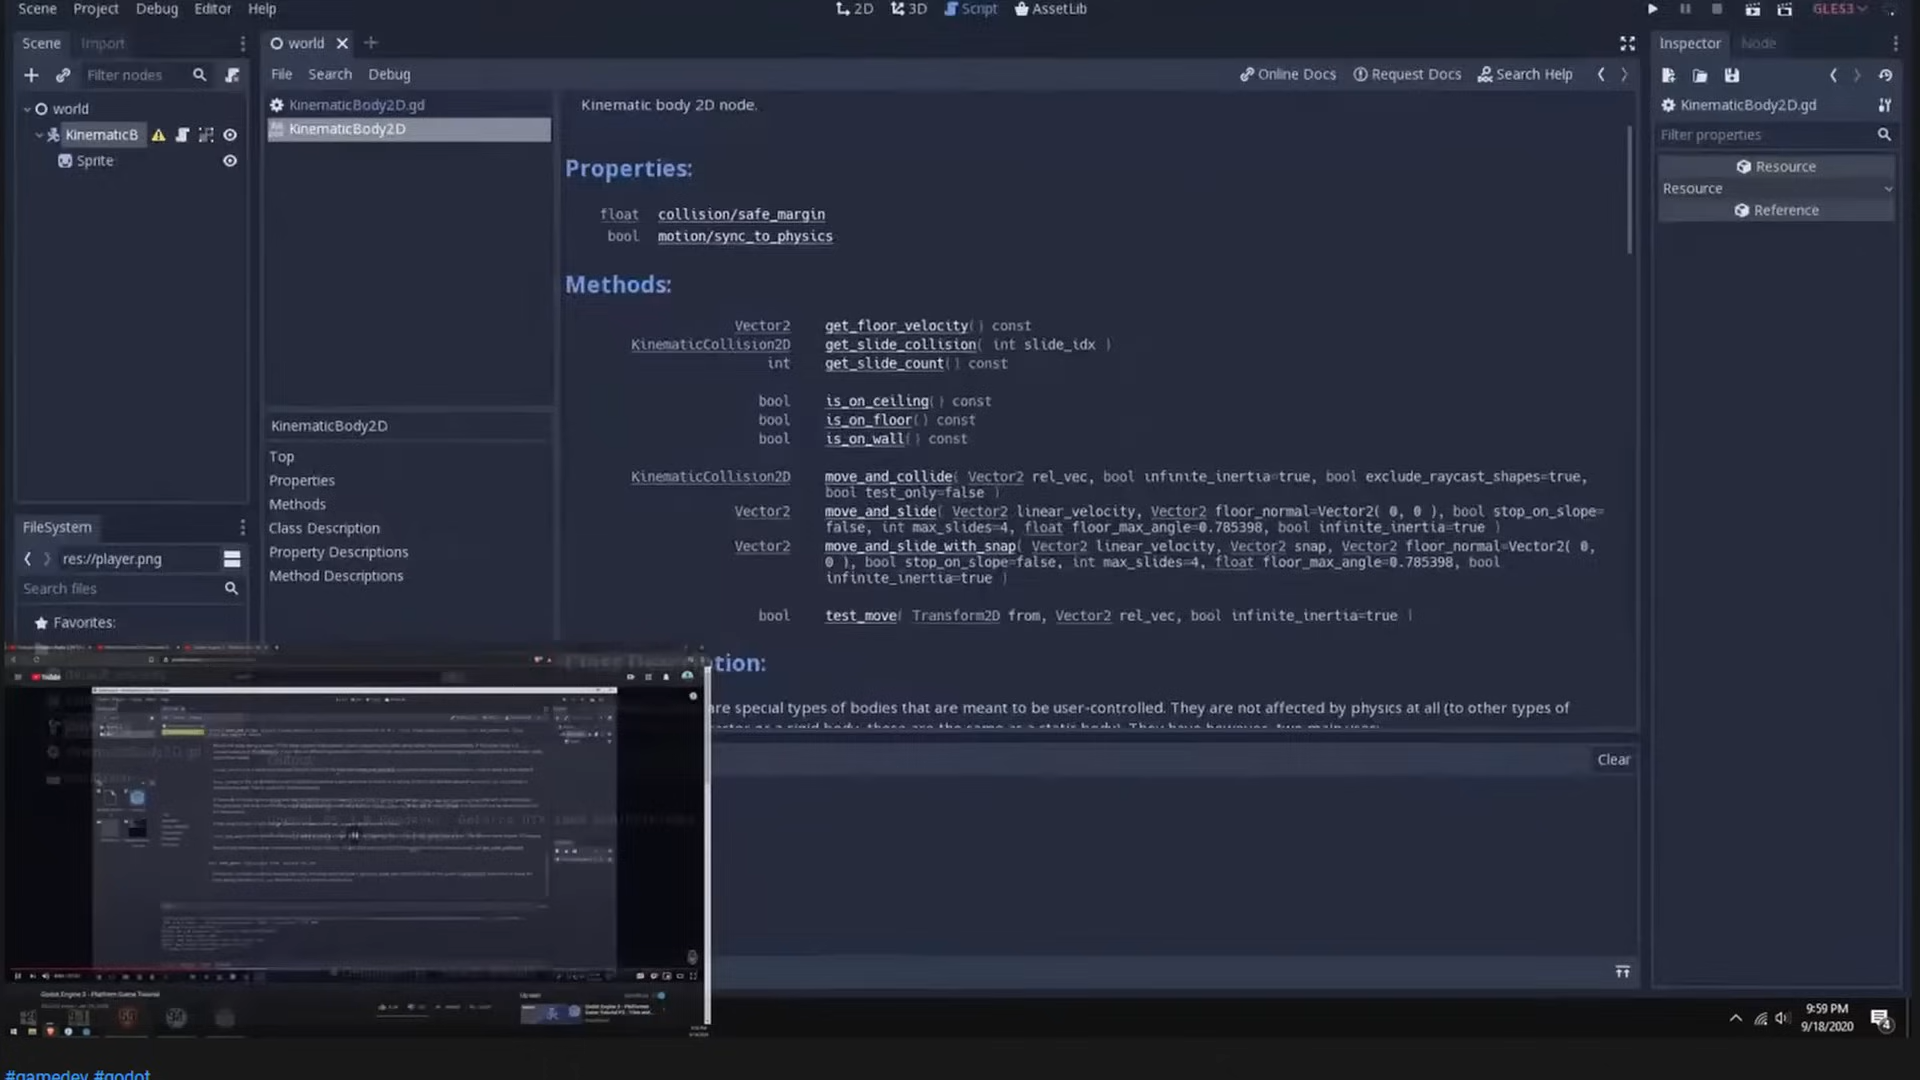 Scene Project Debug Editor Help
2D 3D Script AssetLib
GLES3
Scene Import
world
Inspector Node
Filter nodes
File Search Debug
Online Docs Request Docs Search Help
world
KinematicB
Sprite
KinematicBody2D.gd
KinematicBody2D
KinematicBody2D
Top
Properties
Methods
Class Description
Property Descriptions
Method Descriptions
Kinematic body 2D node.
Properties:
float collision/safe_margin
bool motion/sync_to_physics
Methods:
Vector2 get_floor_velocity() const
KinematicCollision2D get_slide_collision( int slide_idx )
int get_slide_count() const
bool is_on_ceiling() const
bool is_on_floor() const
bool is_on_wall() const
KinematicCollision2D move_and_collide( Vector2 rel_vec, bool infinite_inertia=true, bool exclude_raycast_shapes=true,
bool test_only=false )
Vector2 move_and_slide( Vector2 linear_velocity, Vector2 floor_normal=Vector2( 0, 0 ), bool stop_on_slope=
false, int max_slides=4, float floor_max_angle=0.785398, bool infinite_inertia=true )
Vector2 move_and_slide_with_snap( Vector2 linear_velocity, Vector2 snap, Vector2 floor_normal=Vector2( 0,
0 ), bool stop_on_slope=false, int max_slides=4, float floor_max_angle=0.785398, bool
infinite_inertia=true )
bool test_move( Transform2D from, Vector2 rel_vec, bool infinite_inertia=true )
tion:
are special types of bodies that are meant to be user-controlled. They are not affected by physics at all (to other types of
KinematicBody2D.gd
Filter properties
Resource
Resource
Reference
FileSystem
res://player.png
Search files
Favorites:
YouTube
Godot Engine 3 - Platform Game Tutorial
Clear
9:59 PM
9/18/2020
4
#gamedev #godot